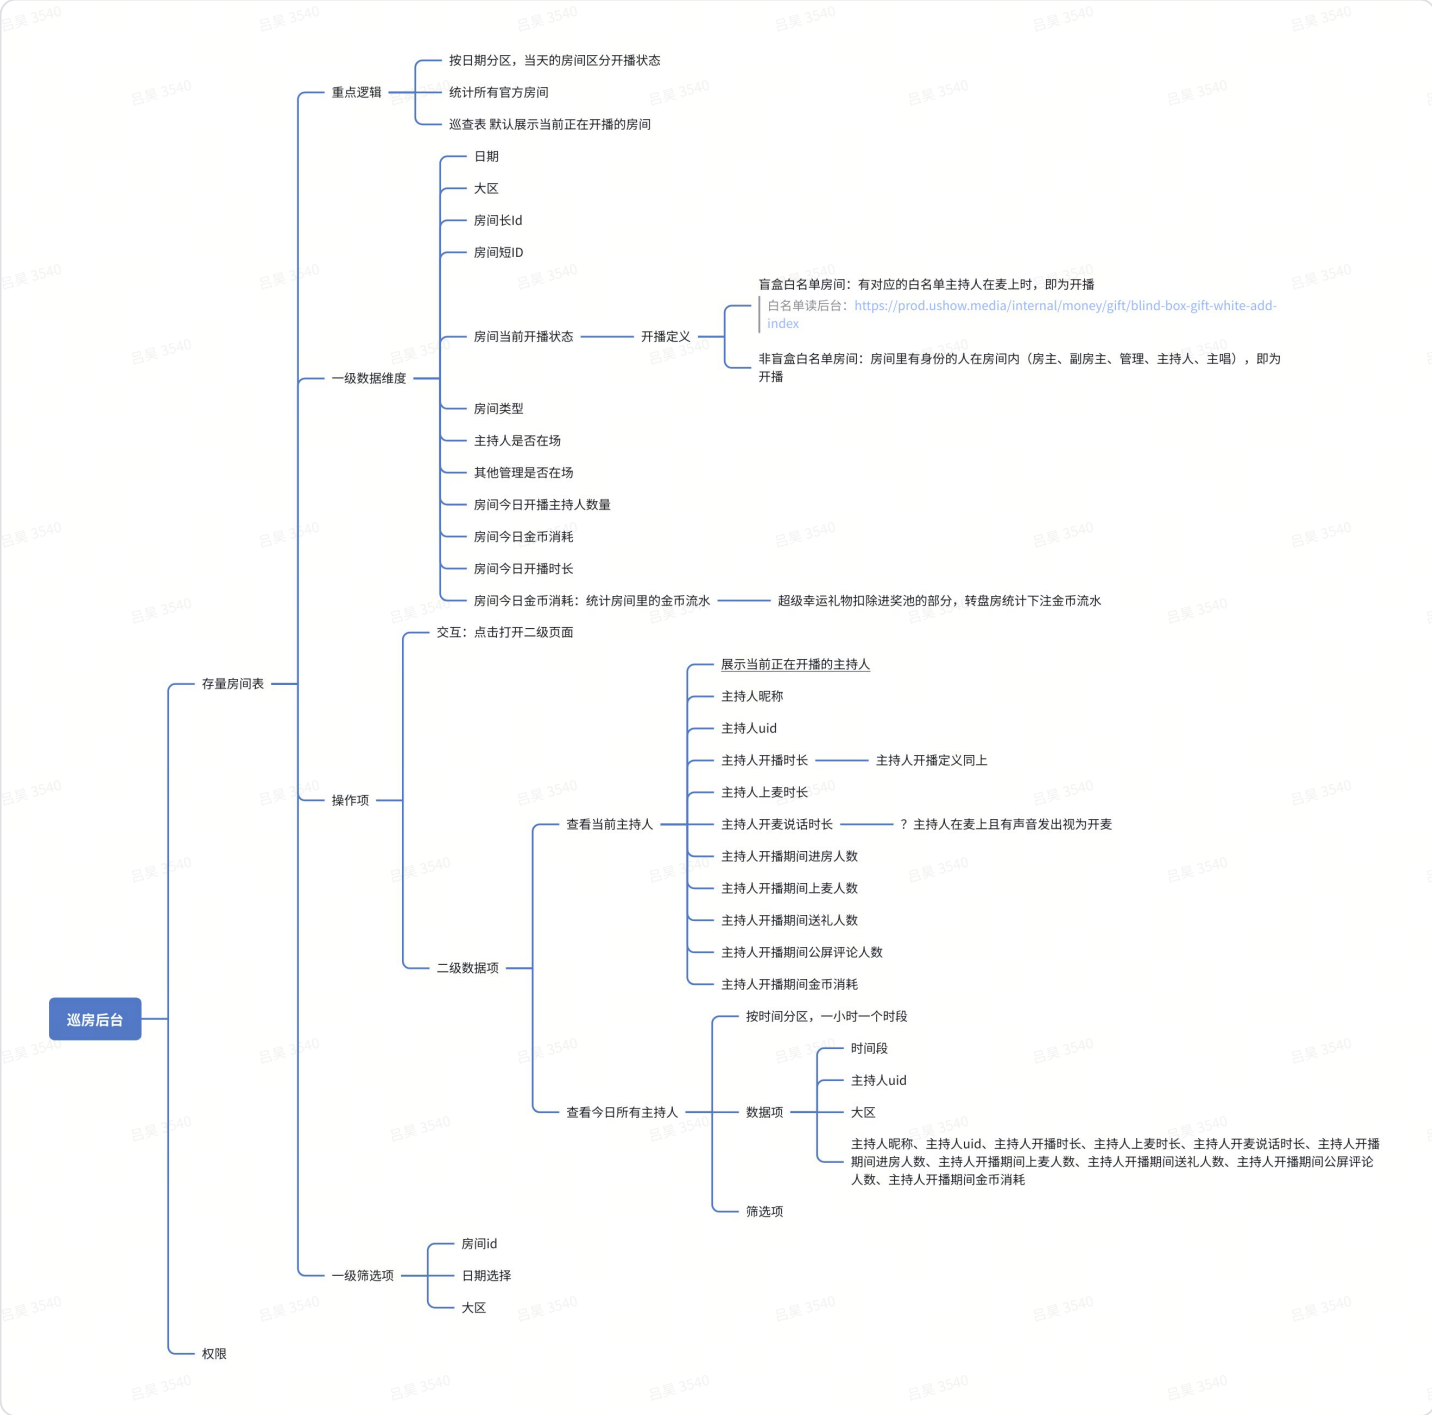 按日期分区，当天的房间区分开播状态
重点逻辑
统计所有官方房间
巡查表 默认展示当前正在开播的房间
日期
大区
房间长Id
房间短ID
盲盒白名单房间：有对应的白名单主持人在麦上时，即为开播
白名单读后台：https://prod.ushow.media/internal/money/gift/blind-box-gift-white-add-
index
房间当前开播状态
开播定义
非盲盒白名单房间：房间里有身份的人在房间内（房主、副房主、管理、主持人、主唱），即为
开播
一级数据维度
房间类型
主持人是否在场
其他管理是否在场
房间今日开播主持人数量
房间今日金币消耗
房间今日开播时长
房间今日金币消耗：统计房间里的金币流水
超级幸运礼物扣除进奖池的部分，转盘房统计下注金币流水
交互：点击打开二级页面
存量房间表
展示当前正在开播的主持人
主持人昵称
主持人uid
主持人开播时长
主持人开播定义同上
操作项
主持人上麦时长
查看当前主持人
主持人开麦说话时长
？主持人在麦上且有声音发出视为开麦
主持人开播期间进房人数
主持人开播期间上麦人数
主持人开播期间送礼人数
主持人开播期间公屏评论人数
二级数据项
主持人开播期间金币消耗
巡房后台
按时间分区，一小时一个时段
时间段
主持人uid
查看今日所有主持人
数据项
大区
主持人昵称、主持人uid、主持人开播时长、主持人上麦时长、主持人开麦说话时长、主持人开播
期间进房人数、主持人开播期间上麦人数、主持人开播期间送礼人数、主持人开播期间公屏评论
人数、主持人开播期间金币消耗
筛选项
房间id
一级筛选项
日期选择
大区
权限